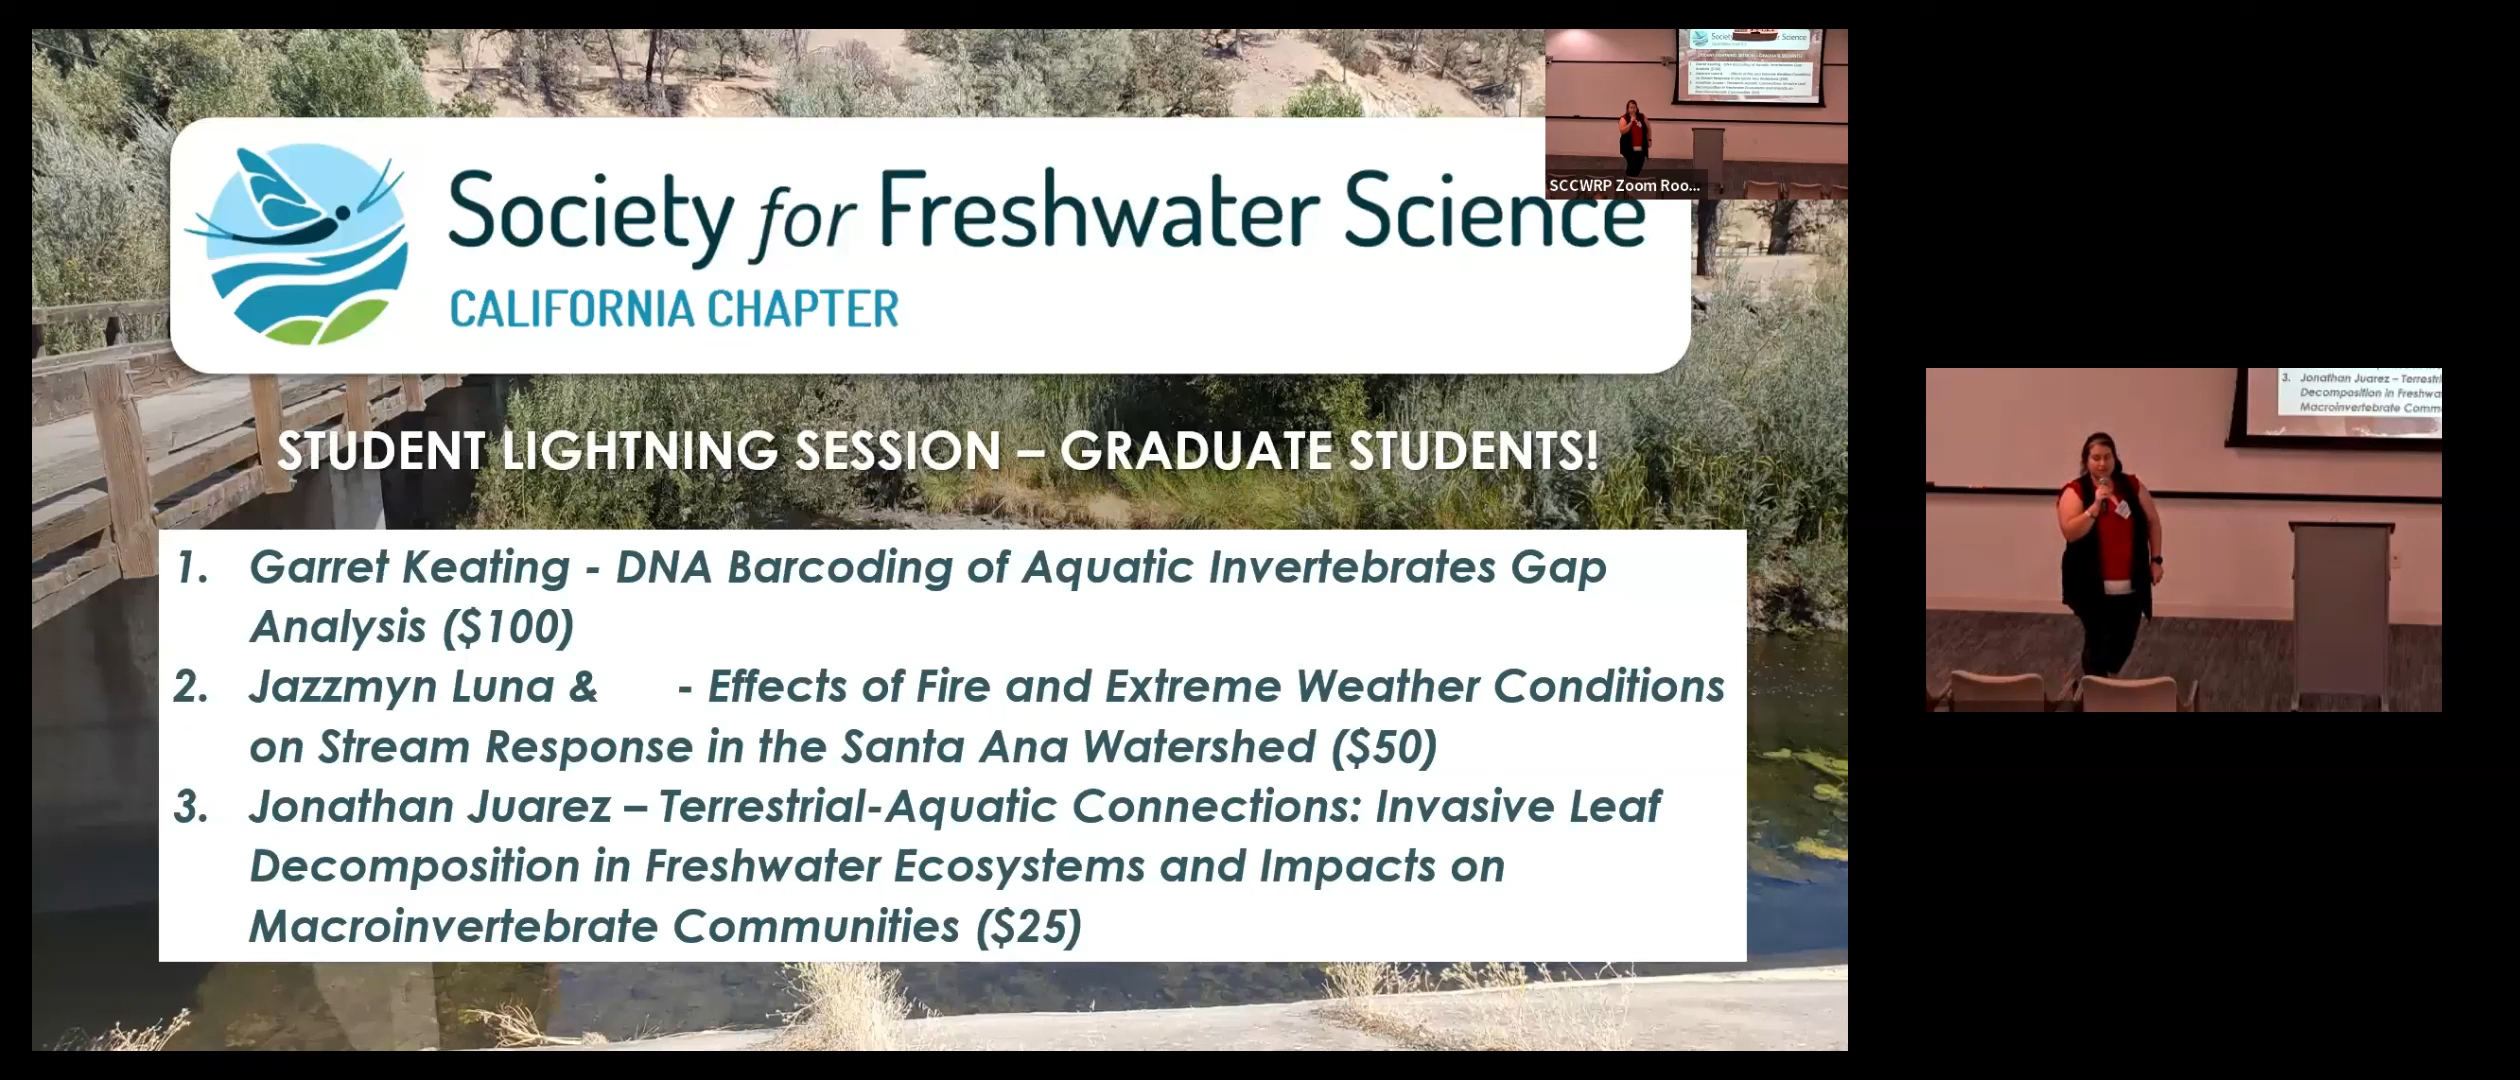 Society for Freshwater Science
CALIFORNIA CHAPTER
SCCWRP Zoom Roo...
STUDENT LIGHTNING SESSION – GRADUATE STUDENTS!
1. Garret Keating - DNA Barcoding of Aquatic Invertebrates Gap
Analysis ($100)
2. Jazzmyn Luna & - Effects of Fire and Extreme Weather Conditions
on Stream Response in the Santa Ana Watershed ($50)
3. Jonathan Juarez – Terrestrial-Aquatic Connections: Invasive Leaf
Decomposition in Freshwater Ecosystems and Impacts on
Macroinvertebrate Communities ($25)
3. Jonathan Juarez – Terrestri
Decomposition in Freshwa
Macroinvertebrate Comm